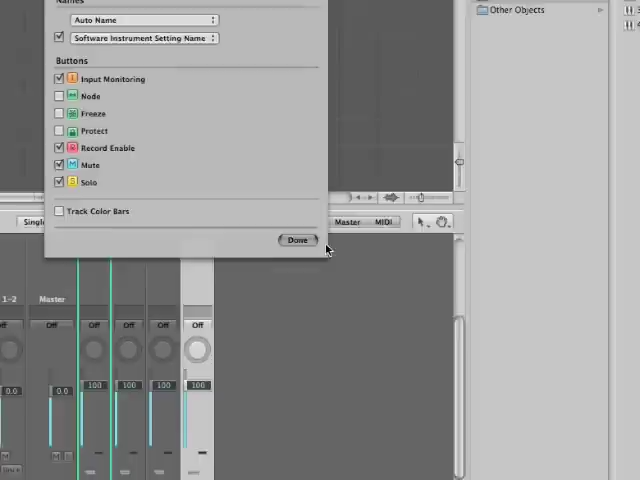 Names
Auto Name
Other Objects
Software Instrument Setting Name
Buttons
I Input Monitoring
Node
Freeze
Protect
R Record Enable
M Mute
S Solo
Track Color Bars
Single
Master MIDI
Done
1-2 Master
Off Off Off Off Off Off
0.0 0.0 100 100 100 100
M M